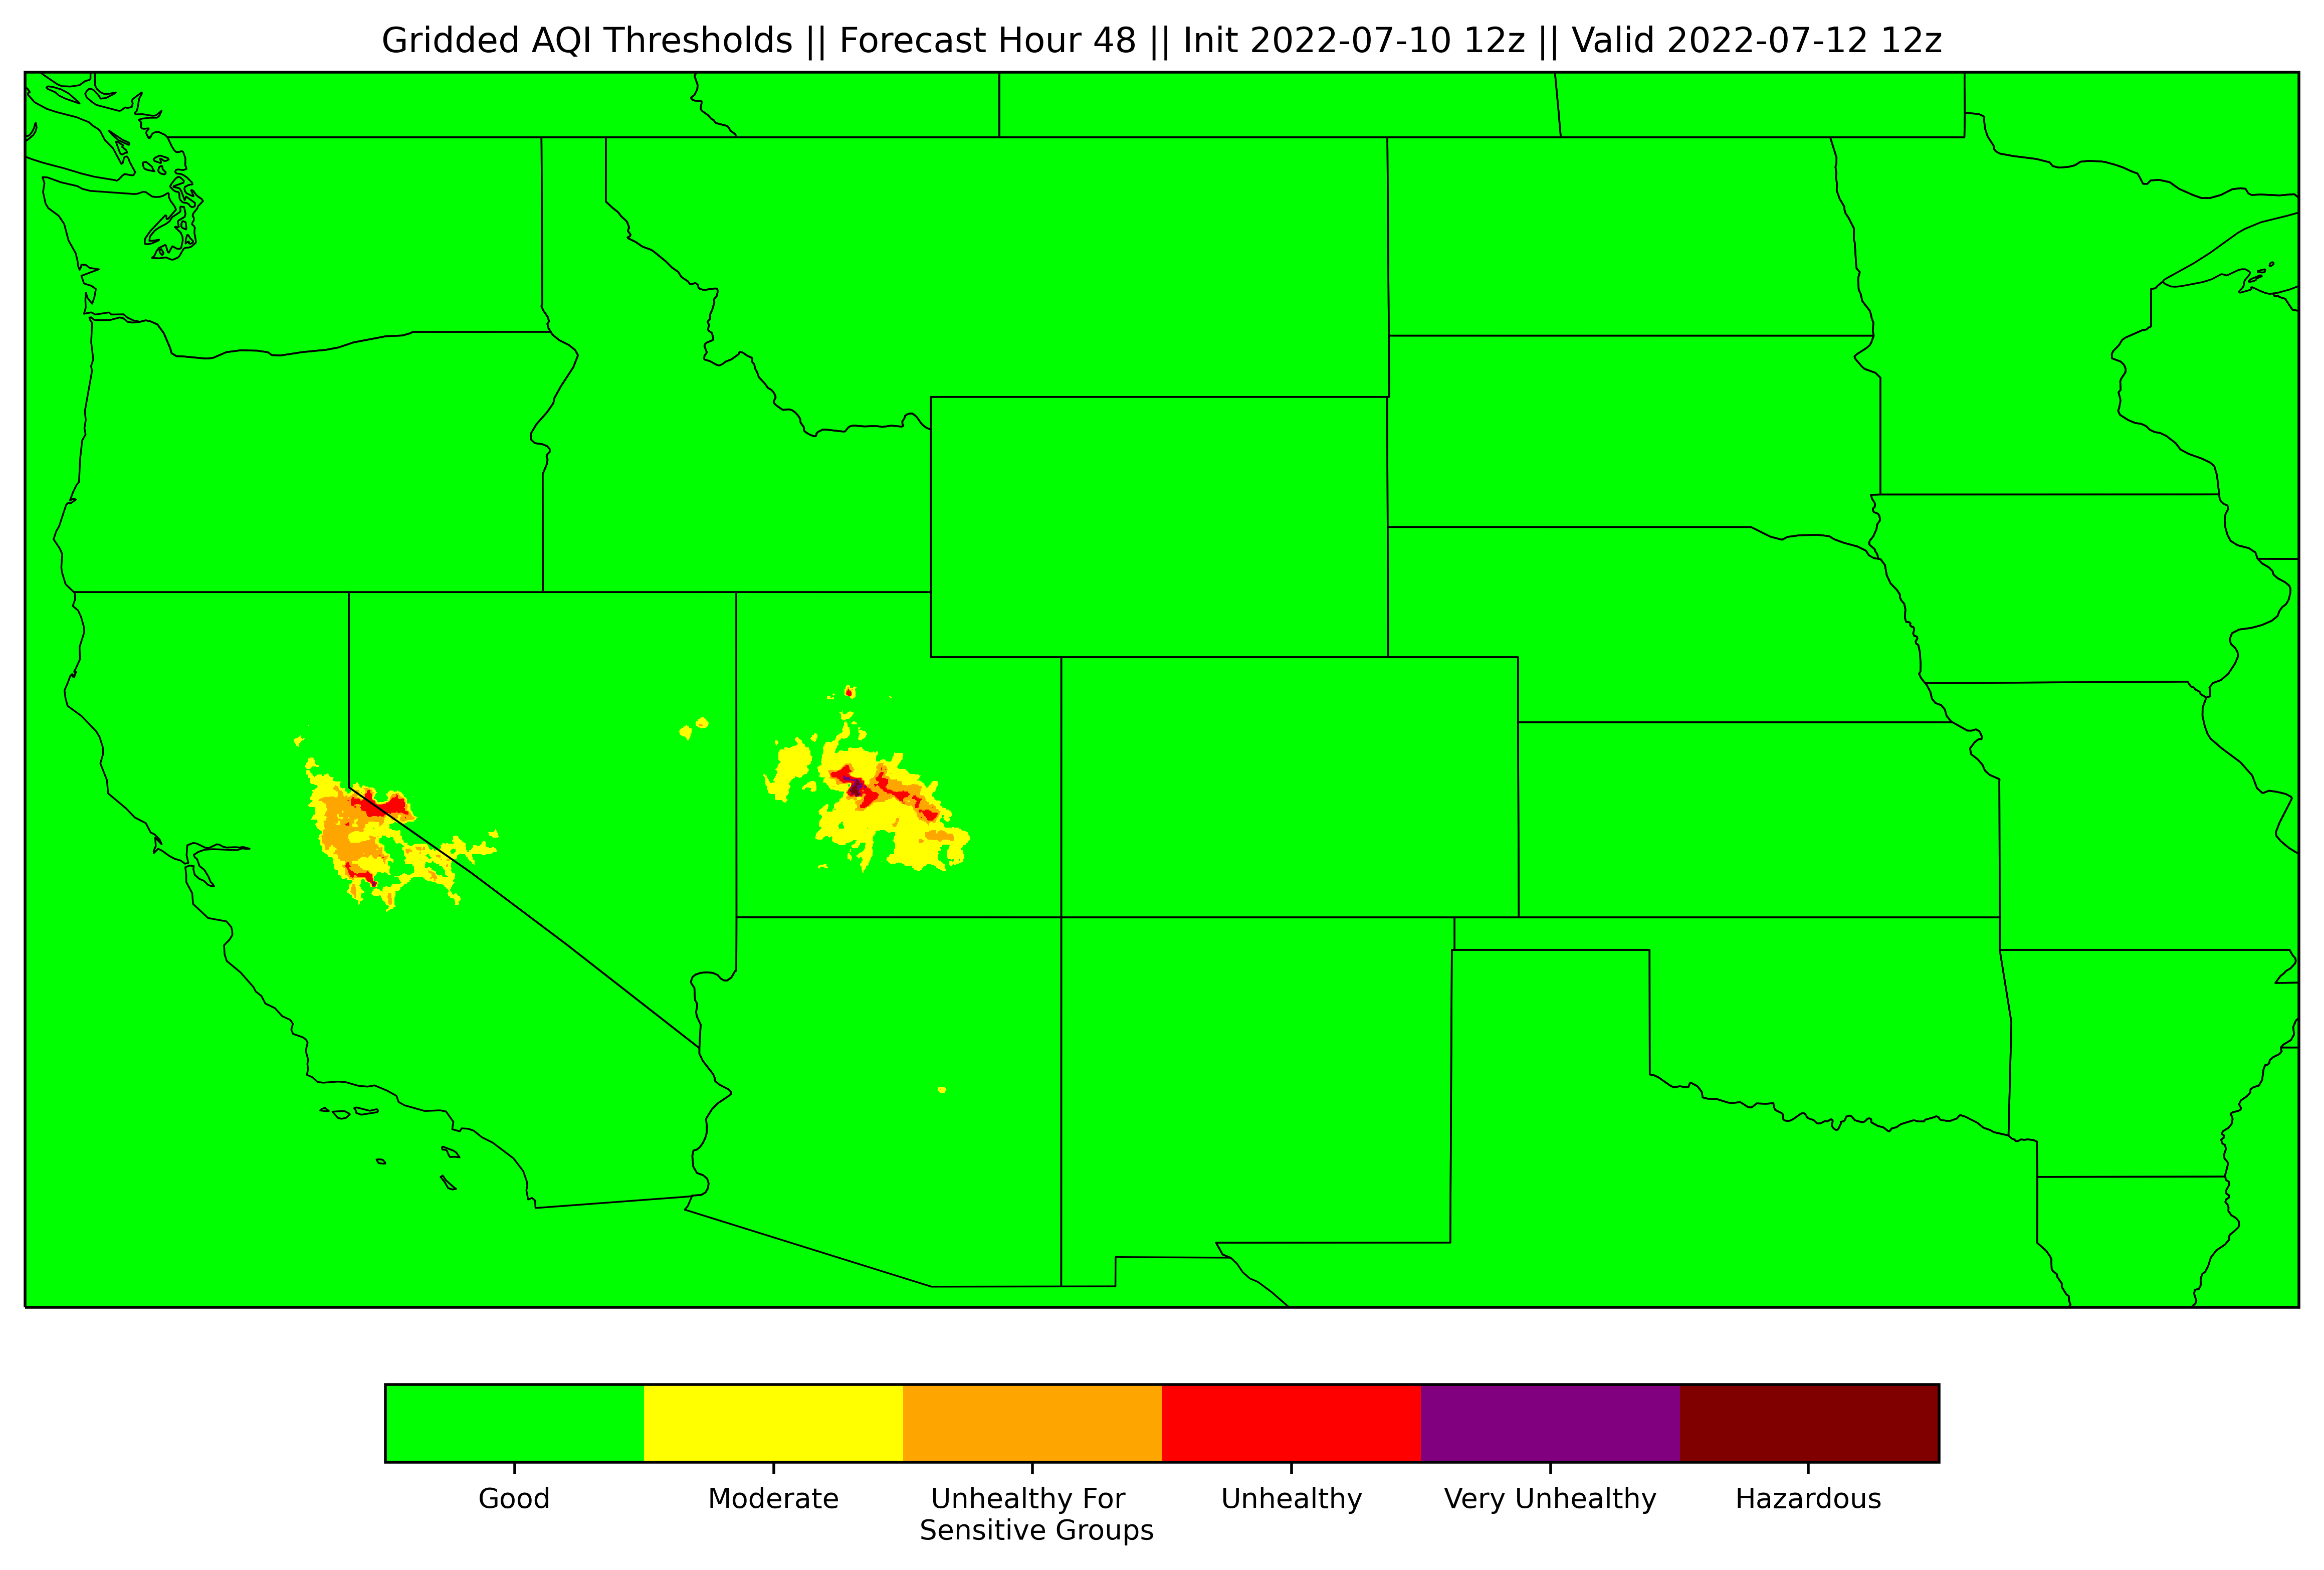 Gridded AQI Thresholds || Forecast Hour 48 || Init 2022-07-10 12z || Valid 2022-07-12 12z
Good
Moderate
Unhealthy For
Sensitive Groups
Unhealthy
Very Unhealthy
Hazardous